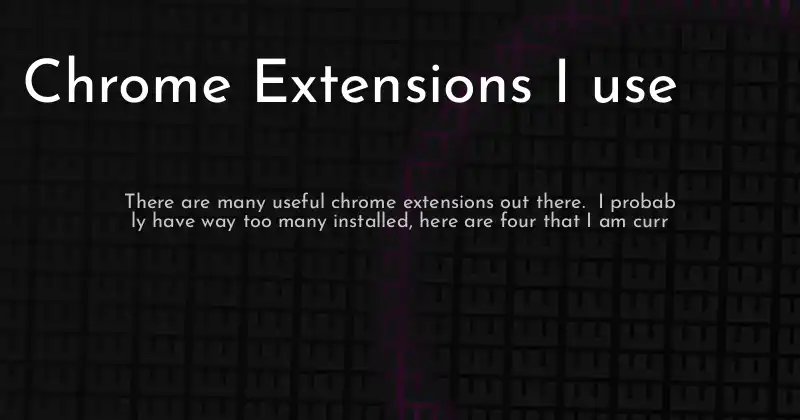 Chrome Extensions I use
There are many useful chrome extensions out there.  I probab
ly have way too many installed, here are four that I am curr